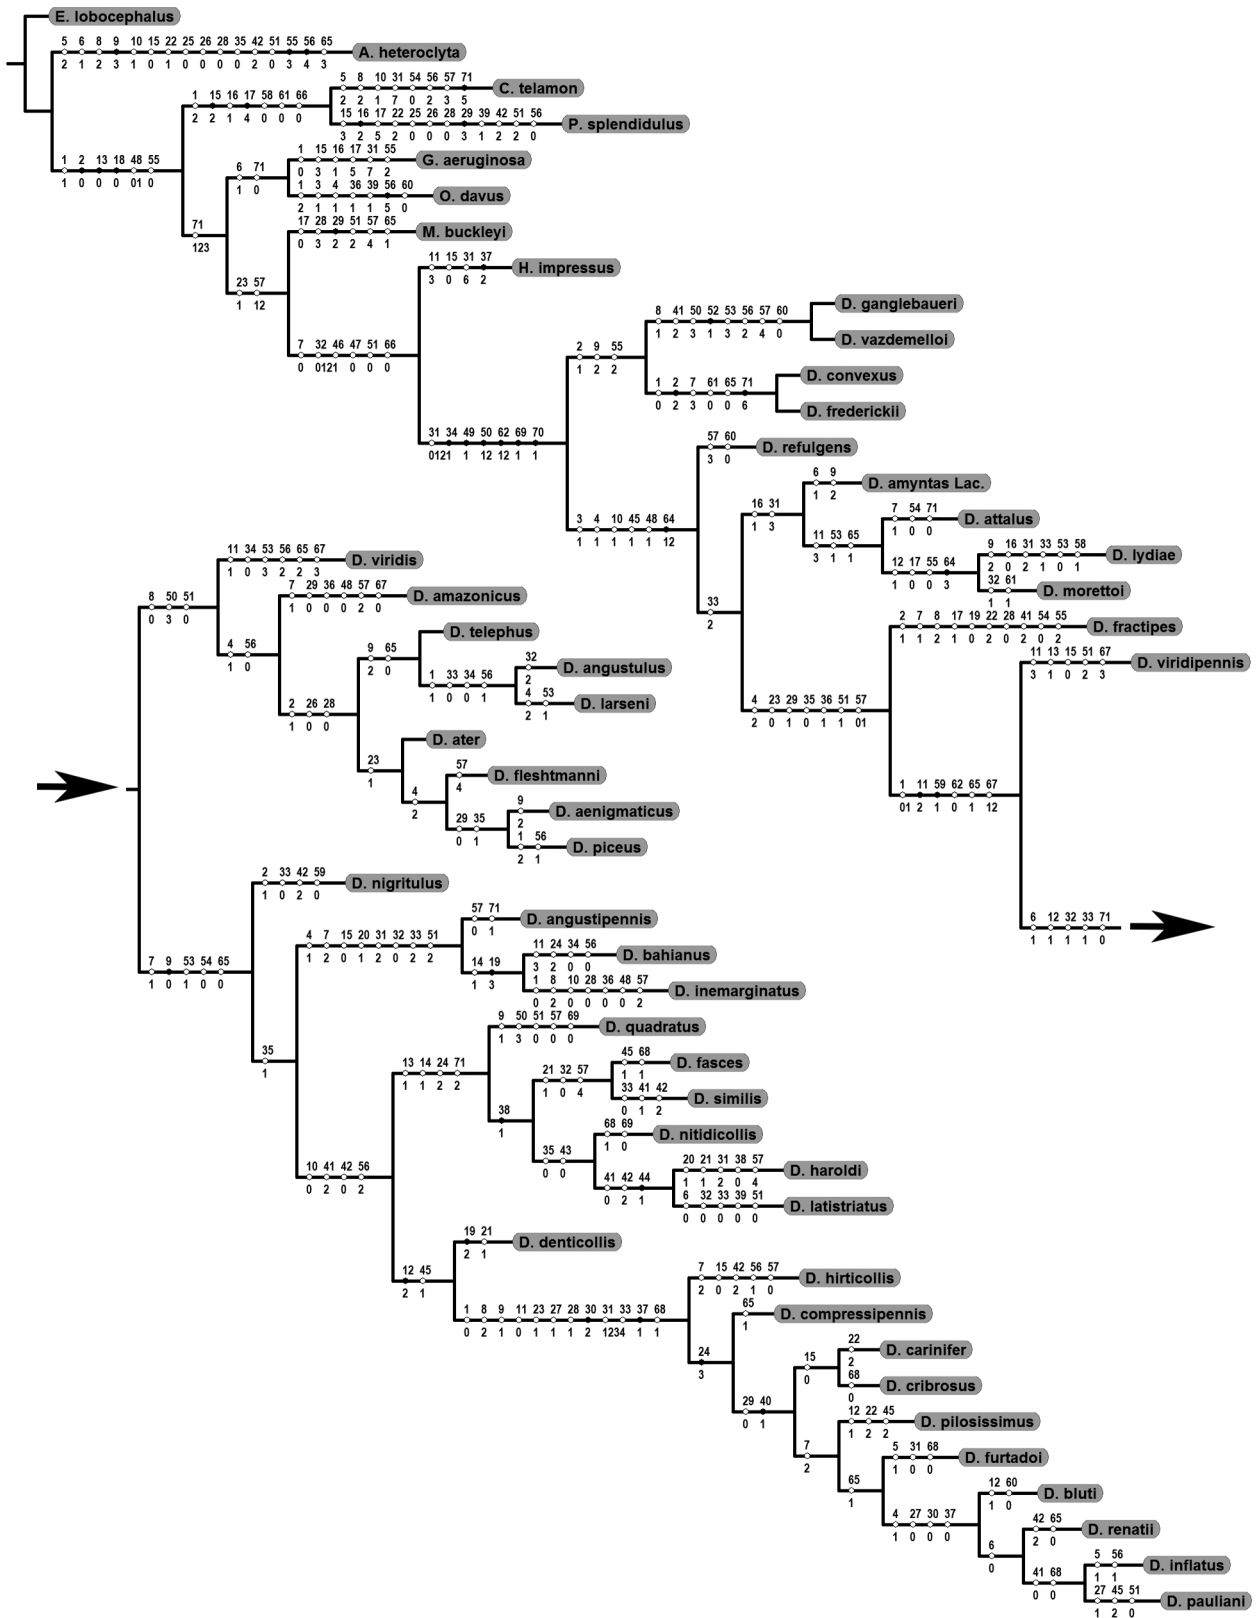 E. lobocephalus
5 6 8 9 10 15 22 25 26 28 35 42 51 55 56 65
A. heteroclyta
2 1 2 3 1 0 1 0 0 0 0 2 0 3 4 3
5 8 10 31 54 56 57 71
C. telamon
2 2 1 7 0 2 3 5
1 15 16 17 58 61 66
2 2 1 4 0 0 0
15 16 17 22 25 26 28 29 39 42 51 56
P. splendidulus
3 2 5 2 0 0 0 3 1 2 2 0
1 2 13 18 48 55
1 0 0 0 01 0
1 15 16 17 31 55
G. aeruginosa
0 3 1 5 7 2
6 71
1 0
1 3 4 36 39 56 60
O. davus
2 1 1 1 1 5 0
71
123
17 28 29 51 57 65
M. buckleyi
0 3 2 2 4 1
23 57
1 12
11 15 31 37
H. impressus
3 0 6 2
7 32 46 47 51 66
0 0121 0 0 0
D. ganglebaueri
8 41 50 52 53 56 57 60
1 2 3 1 3 2 4 0
D. vazdemelloi
2 9 55
1 2 2
D. convexus
1 2 7 61 65 71
0 2 3 0 0 6
D. frederickii
31 34 49 50 62 69 70
0121 1 12 12 1 1
57 60
D. refulgens
3 0
3 4 10 45 48 64
1 1 1 1 1 12
6 9
D. amyntas Lac.
1 2
16 31
1 3
7 54 71
D. attalus
1 0 0
11 53 65
3 1 1
9 16 31 33 53 58
D. lydiae
2 0 2 1 0 1
12 17 55 64
1 0 0 3
32 61
D. morettoi
1 1
33
2
2 7 8 17 19 22 28 41 54 55
D. fractipes
1 1 2 1 0 2 0 2 0 2
4 23 29 35 36 51 57
2 0 1 0 1 1 01
11 13 15 51 67
D. viridipennis
3 1 0 2 3
1 11 59 62 65 67
01 2 1 0 1 12
6 12 32 33 71
1 1 1 1 0
11 34 53 56 65 67
D. viridis
1 0 3 2 2 3
8 50 51
0 3 0
7 29 36 48 57 67
D. amazonicus
1 0 0 0 2 0
4 56
1 0
D. telephus
9 65
2 0
32
D. angustulus
2
1 33 34 56
1 0 0 1
4 53
D. larseni
2 1
2 26 28
1 0 0
D. ater
23
1
57
D. fleshtmanni
4
4
2
9
D. aenigmaticus
2
29 35
0 1
1 56
D. piceus
2 1
2 33 42 59
D. nigritulus
1 0 2 0
7 9 53 54 65
1 0 1 0 0
57 71
D. angustipennis
0 1
4 7 15 20 31 32 33 51
1 2 0 1 2 0 2 2
11 24 34 56
D. bahianus
3 2 0 0
14 19
1 3
1 8 10 28 36 48 57
D. inemarginatus
0 2 0 0 0 0 2
35
1
9 50 51 57 69
D. quadratus
1 3 0 0 0
13 14 24 71
1 1 2 2
45 68
D. fasces
1 1
21 32 57
1 0 4
33 41 42
D. similis
0 1 2
38
1
68 69
D. nitidicollis
1 0
35 43
0 0
20 21 31 38 57
D. haroldi
1 1 2 0 4
41 42 44
0 2 1
6 32 33 39 51
D. latistriatus
0 0 0 0 0
10 41 42 56
0 2 0 2
19 21
D. denticollis
2 1
12 45
2 1
7 15 42 56 57
D. hirticollis
2 0 2 1 0
1 8 9 11 23 27 28 30 31 33 37 68
0 2 1 0 1 1 1 2 1234 1 1
65
D. compressipennis
1
24
3
22
D. carinifer
2
15
0
68
D. cribrosus
0
29 40
0 1
12 22 45
D. pilosissimus
1 2 2
7
2
5 31 68
D. furtadoi
1 0 0
65
1
12 60
D. bluti
1 0
4 27 30 37
1 0 0 0
42 65
D. renatii
2 0
6
0
5 56
D. inflatus
1 1
41 68
0 0
27 45 51
D. pauliani
1 2 0